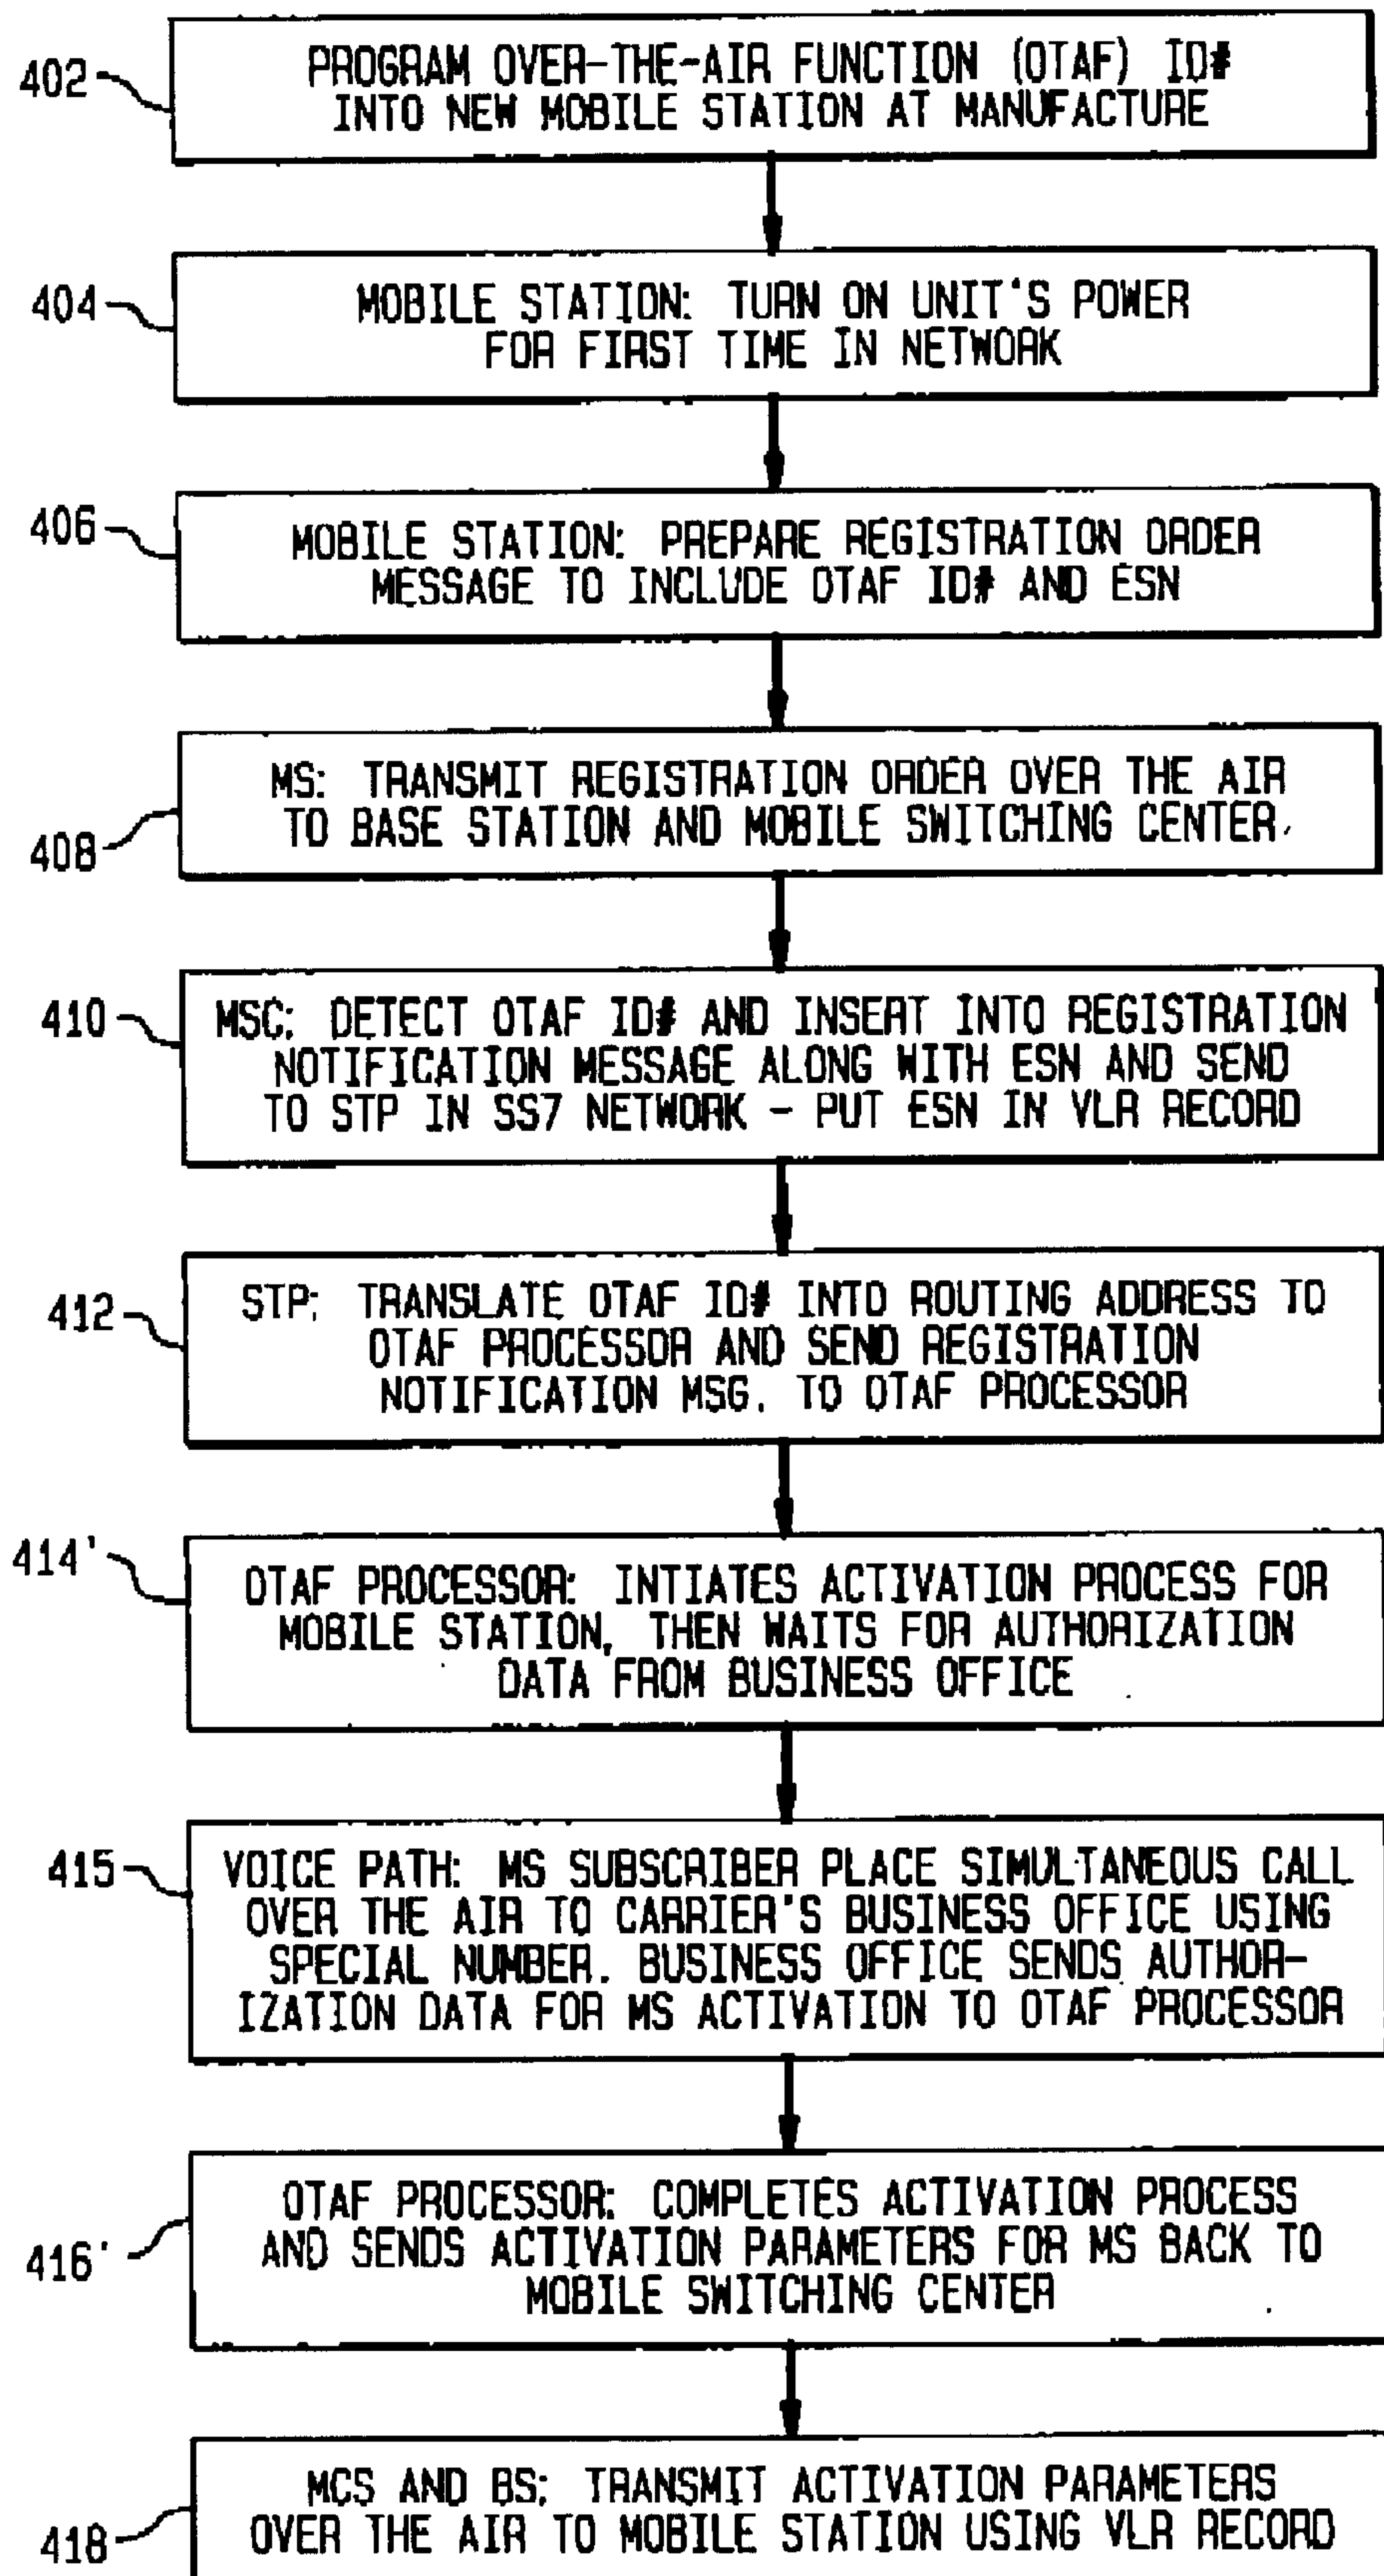 402
PROGRAM OVER-THE-AIR FUNCTION (OTAF) ID#
INTO NEW MOBILE STATION AT MANUFACTURE
404
MOBILE STATION: TURN ON UNIT'S POWER
FOR FIRST TIME IN NETWORK
406
MOBILE STATION: PREPARE REGISTRATION ORDER
MESSAGE TO INCLUDE OTAF ID# AND ESN
408
MS: TRANSMIT REGISTRATION ORDER OVER THE AIR
TO BASE STATION AND MOBILE SWITCHING CENTER.
410
MSC: DETECT OTAF ID# AND INSERT INTO REGISTRATION
NOTIFICATION MESSAGE ALONG WITH ESN AND SEND
TO STP IN SS7 NETWORK - PUT ESN IN VLR RECORD
412
STP: TRANSLATE OTAF ID# INTO ROUTING ADDRESS TO
OTAF PROCESSOR AND SEND REGISTRATION
NOTIFICATION MSG. TO OTAF PROCESSOR
414'
OTAF PROCESSOR: INTIATES ACTIVATION PROCESS FOR
MOBILE STATION, THEN WAITS FOR AUTHORIZATION
DATA FROM BUSINESS OFFICE
415
VOICE PATH: MS SUBSCRIBER PLACE SIMULTANEOUS CALL
OVER THE AIR TO CARRIER'S BUSINESS OFFICE USING
SPECIAL NUMBER. BUSINESS OFFICE SENDS AUTHOR-
IZATION DATA FOR MS ACTIVATION TO OTAF PROCESSOR
416'
OTAF PROCESSOR: COMPLETES ACTIVATION PROCESS
AND SENDS ACTIVATION PARAMETERS FOR MS BACK TO
MOBILE SWITCHING CENTER
418
MCS AND BS: TRANSMIT ACTIVATION PARAMETERS
OVER THE AIR TO MOBILE STATION USING VLR RECORD